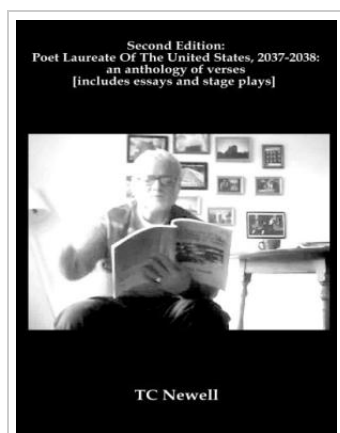 Second Edition:
Poet Laureate Of The United States, 2037-2038:
an anthology of verses
[includes essays and stage plays]
TC Newell